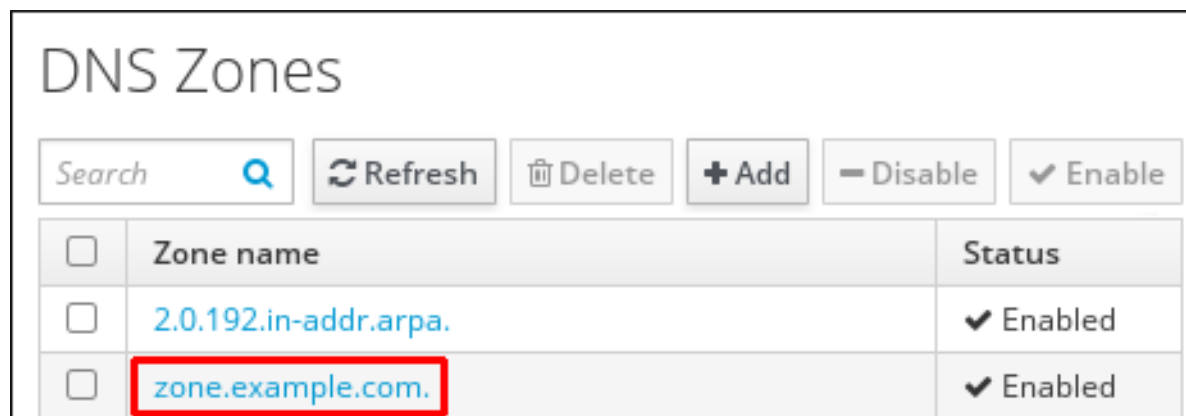 DNS Zones
Search Refresh Delete Add Disable Enable
Zone name Status
2.0.192.in-addr.arpa. Enabled
zone.example.com. Enabled